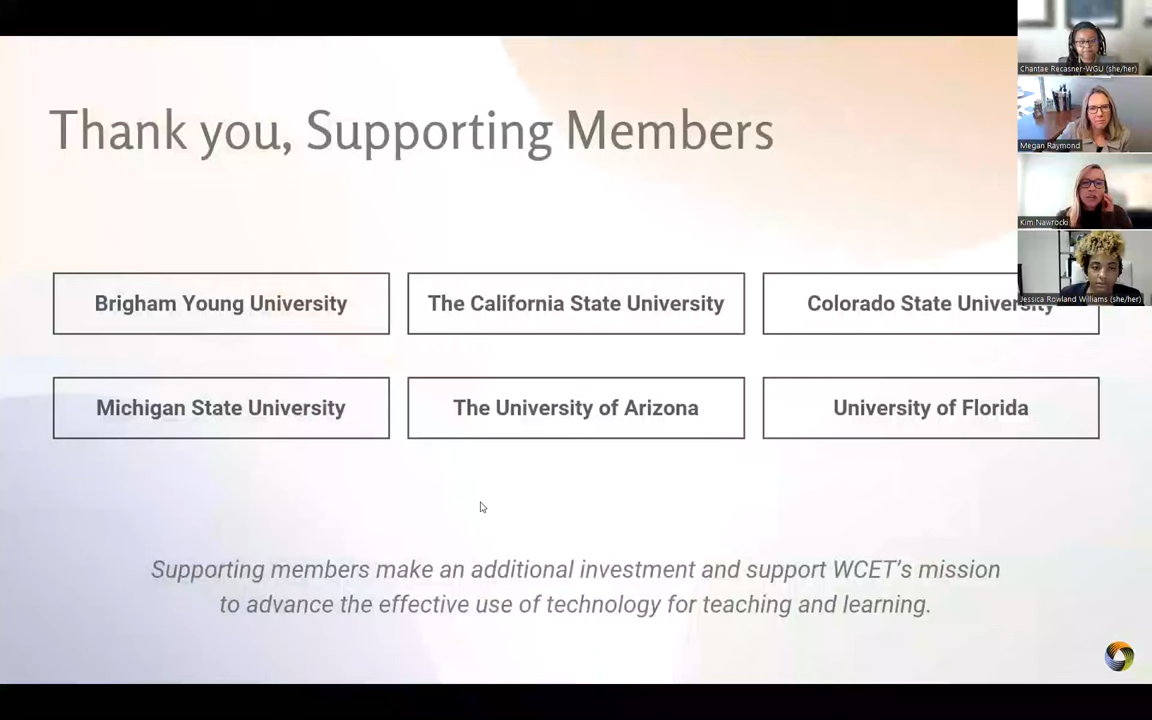 Thank you, Supporting Members
Chantae Recasner-WGU (she/her)
Megan Raymond
Kim Nawrocki
Jessica Rowland Williams (she/her)
Brigham Young University
The California State University
Colorado State University
Michigan State University
The University of Arizona
University of Florida
Supporting members make an additional investment and support WCET's mission
to advance the effective use of technology for teaching and learning.